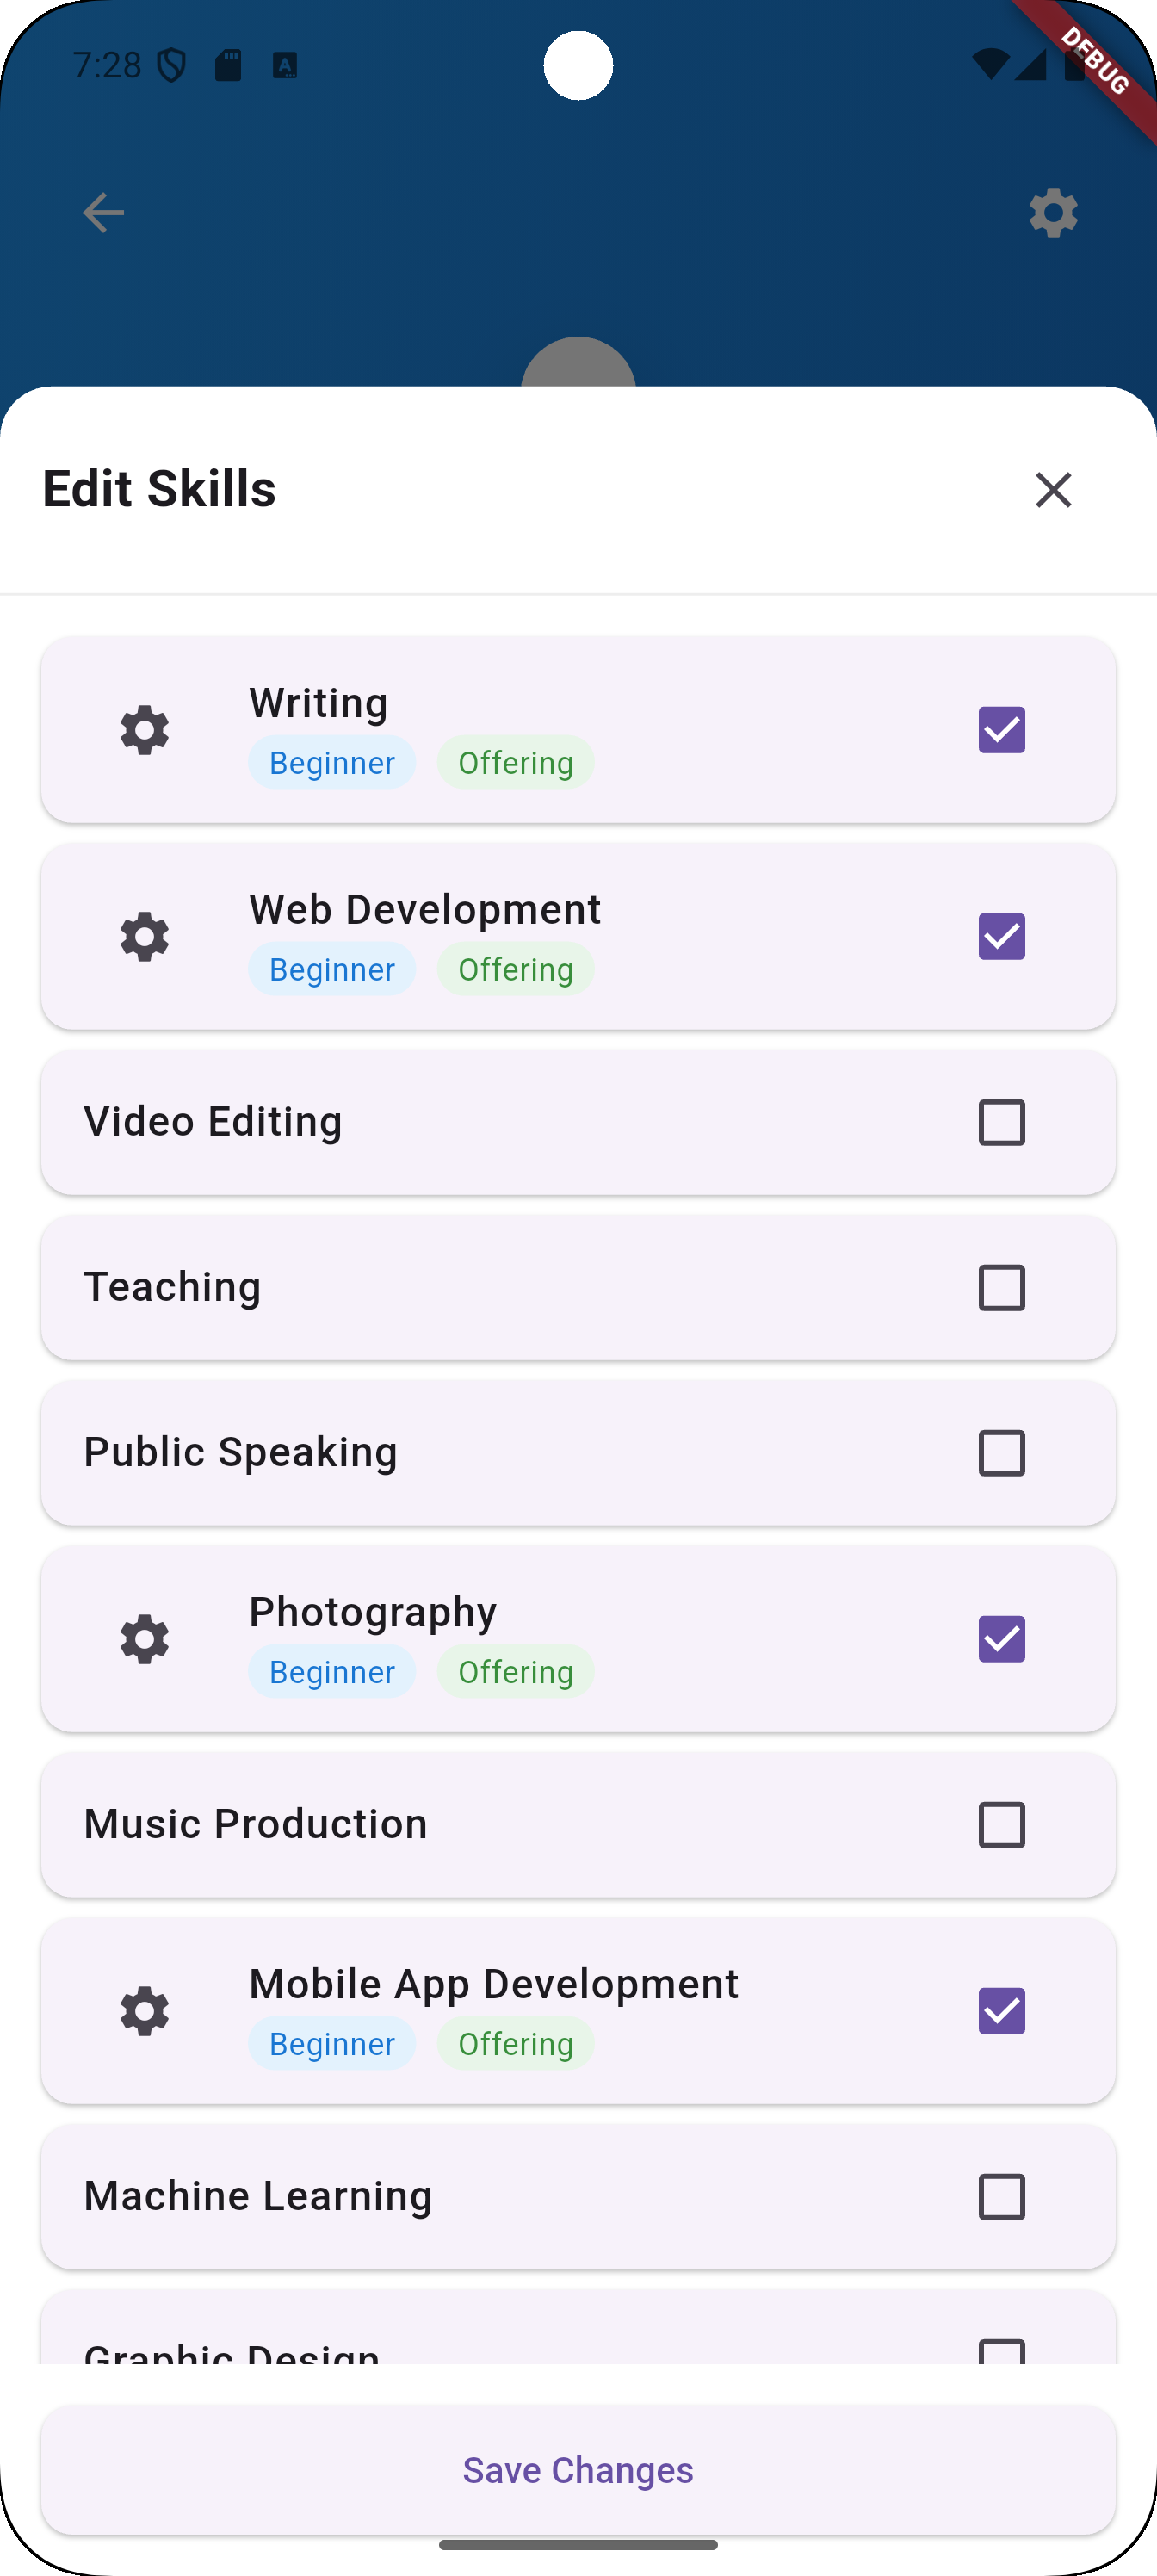 7:28
DEBUG
Edit Skills
Writing
Beginner Offering
Web Development
Beginner Offering
Video Editing
Teaching
Public Speaking
Photography
Beginner Offering
Music Production
Mobile App Development
Beginner Offering
Machine Learning
Graphic Design
Save Changes